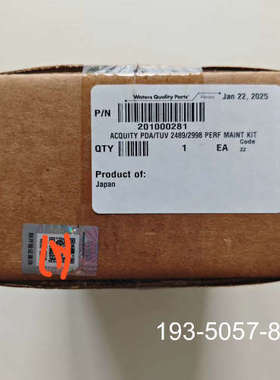 Waters Quality Parts
Jan 22, 2025
P/N
201000281
ACQUITY PDA/TUV 2489/2998 PERF MAINT KIT
QTY 1 EA Code
zz
Product of:
Japan
193-5057-8